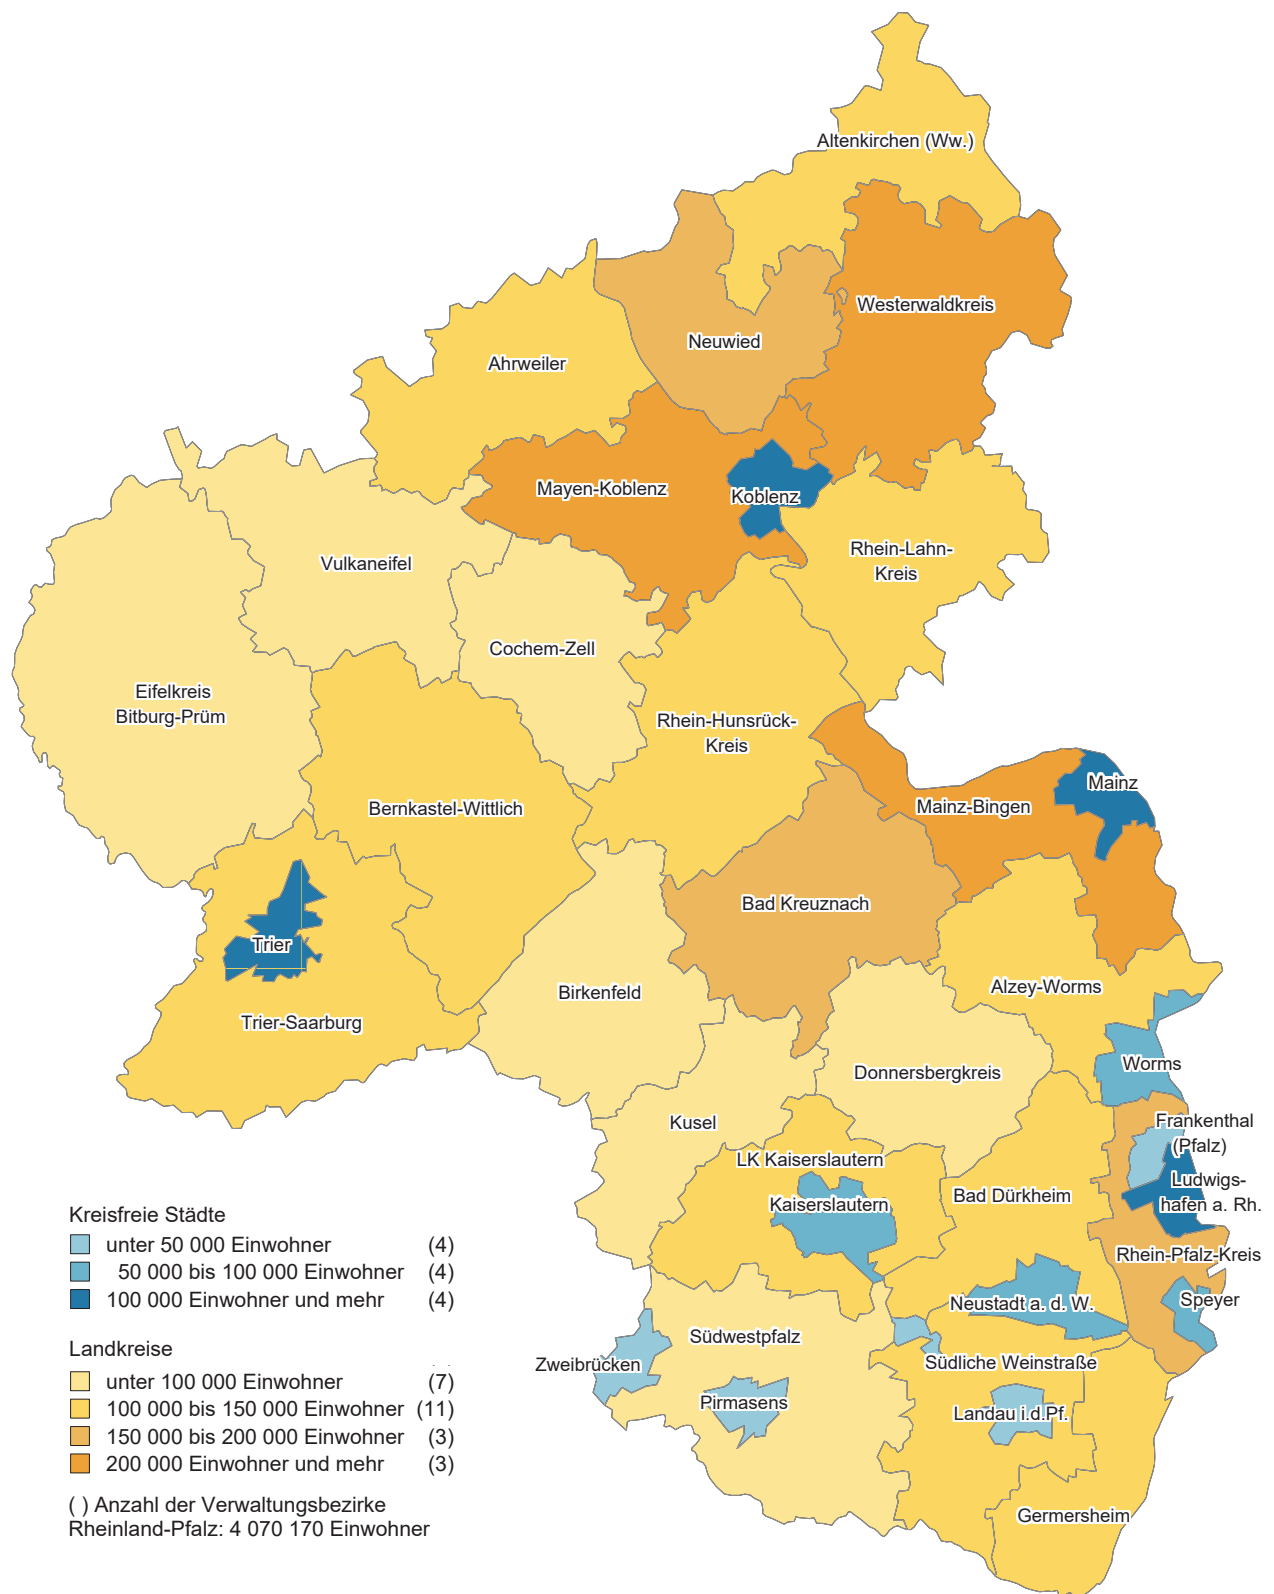 Altenkirchen (Ww.)
Westerwaldkreis
Neuwied
Ahrweiler
Mayen-Koblenz
Koblenz
Rhein-Lahn-
Kreis
Vulkaneifel
Cochem-Zell
Eifelkreis
Bitburg-Prüm
Rhein-Hunsrück-
Kreis
Mainz
Mainz-Bingen
Bernkastel-Wittlich
Bad Kreuznach
Trier
Alzey-Worms
Birkenfeld
Trier-Saarburg
Worms
Donnersbergkreis
Kusel
Frankenthal
(Pfalz)
LK Kaiserslautern
Ludwigs-
hafen a. Rh.
Bad Dürkheim
Kaiserslautern
Rhein-Pfalz-Kreis
Speyer
Neustadt a. d. W.
Südwestpfalz
Zweibrücken
Südliche Weinstraße
Pirmasens
Landau i.d.Pf.
Germersheim
Kreisfreie Städte
unter 50 000 Einwohner (4)
50 000 bis 100 000 Einwohner (4)
100 000 Einwohner und mehr (4)
Landkreise
unter 100 000 Einwohner (7)
100 000 bis 150 000 Einwohner (11)
150 000 bis 200 000 Einwohner (3)
200 000 Einwohner und mehr (3)
( ) Anzahl der Verwaltungsbezirke
Rheinland-Pfalz: 4 070 170 Einwohner